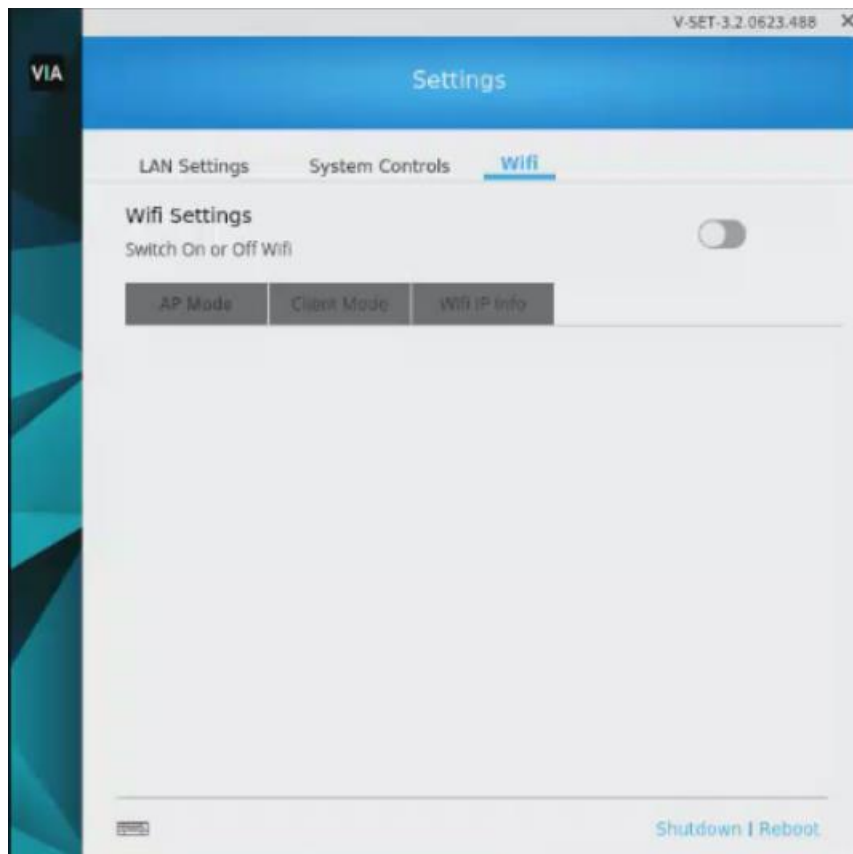 V-SET-3.2.0623.488 X
VIA
Settings
LAN Settings System Controls Wifi
Wifi Settings
Switch On or Off Wifi
AP Mode Client Mode Wifi IP Info
Shutdown | Reboot